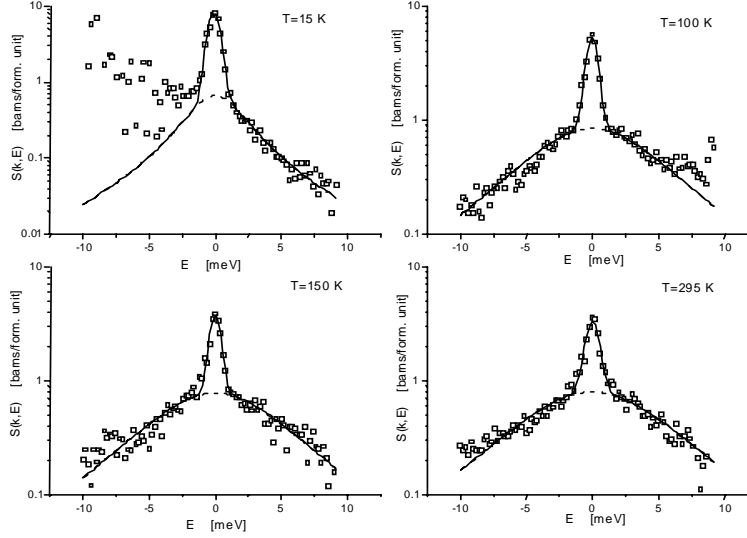 T=15 K
S(k,E) [barns/form. unit]
10
1
0.1
0.01
-10 -5 0 5 10
E [meV]
T=100 K
S(k,E) [barns/form. unit]
10
1
0.1
-10 -5 0 5 10
E [meV]
T=150 K
S(k,E) [barns/form. unit]
10
1
0.1
-10 -5 0 5 10
E [meV]
T=295 K
S(k,E) [barns/form. unit]
10
1
0.1
-10 -5 0 5 10
E [meV]